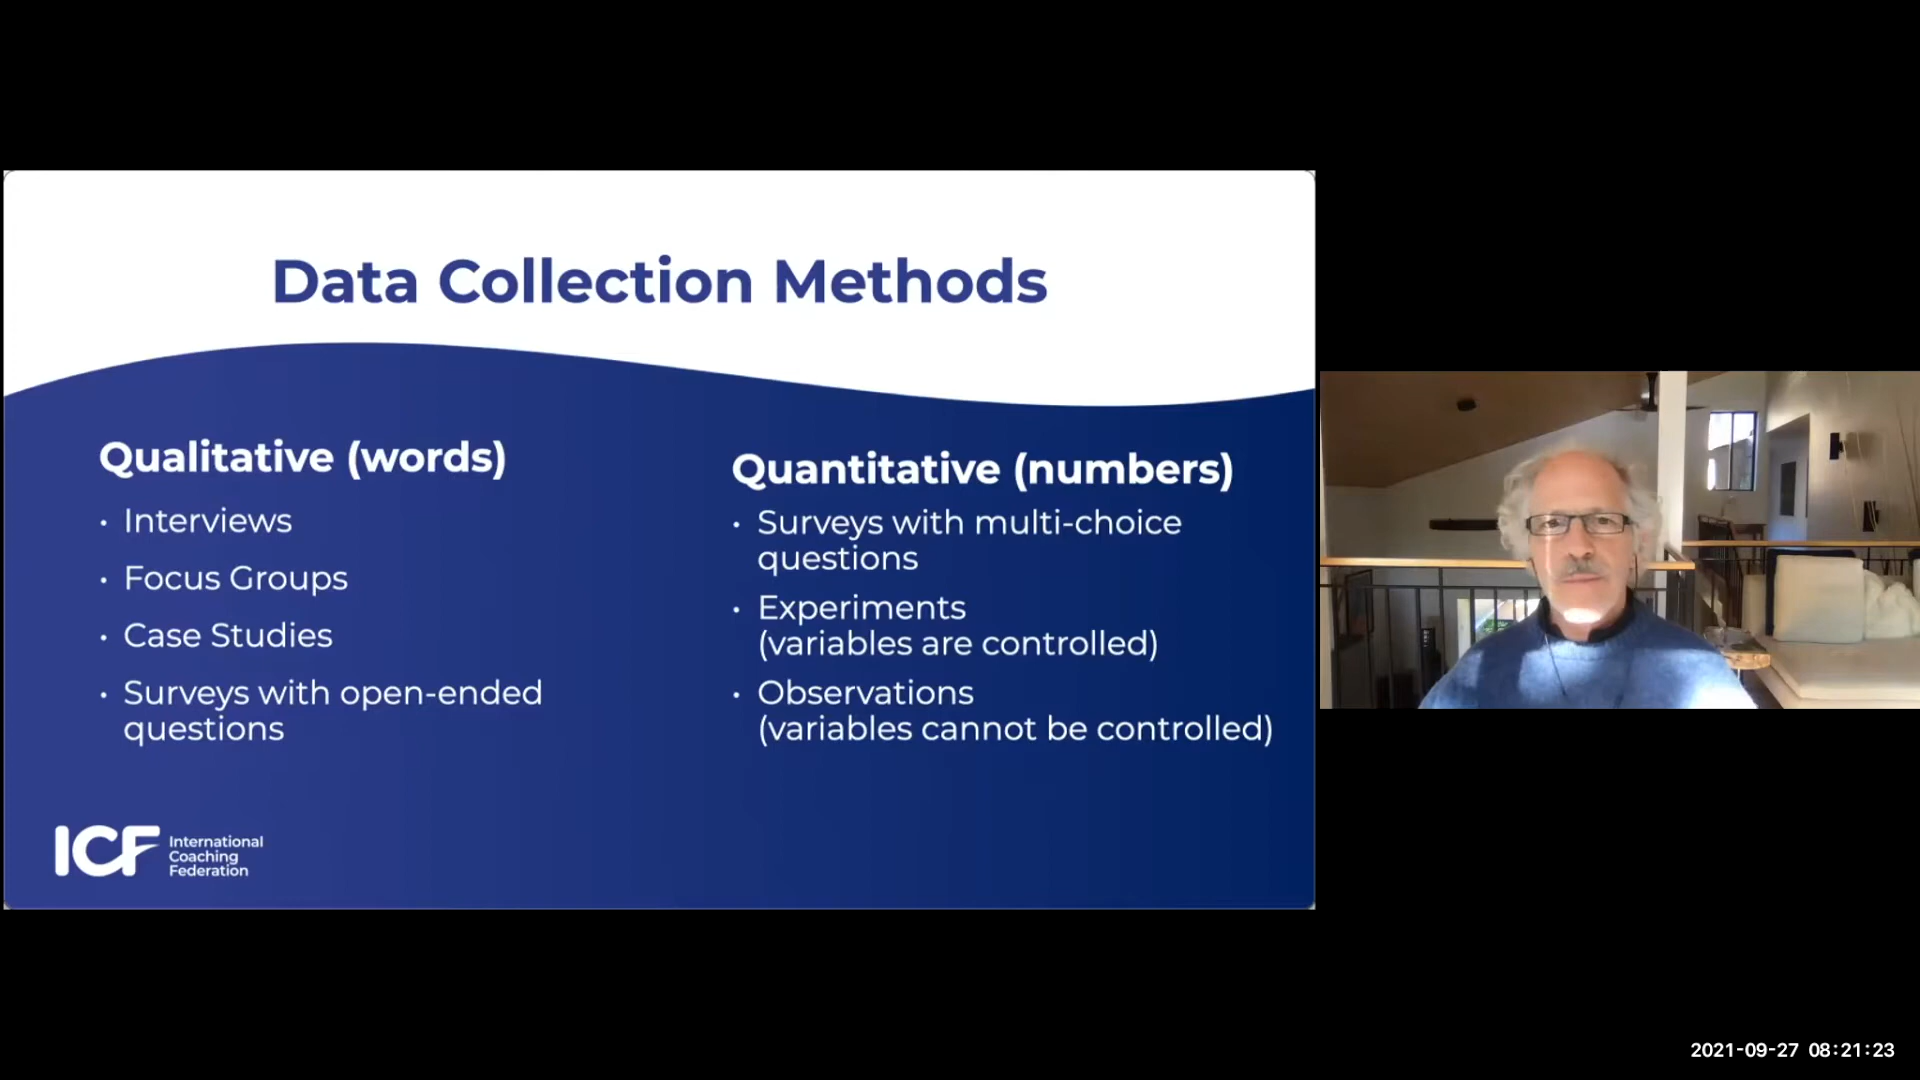 Data Collection Methods
Qualitative (words)
• Interviews
• Focus Groups
• Case Studies
• Surveys with open-ended
questions
Quantitative (numbers)
• Surveys with multi-choice
questions
• Experiments
(variables are controlled)
• Observations
(variables cannot be controlled)
ICF
International
Coaching
Federation
2021-09-27 08:21:23